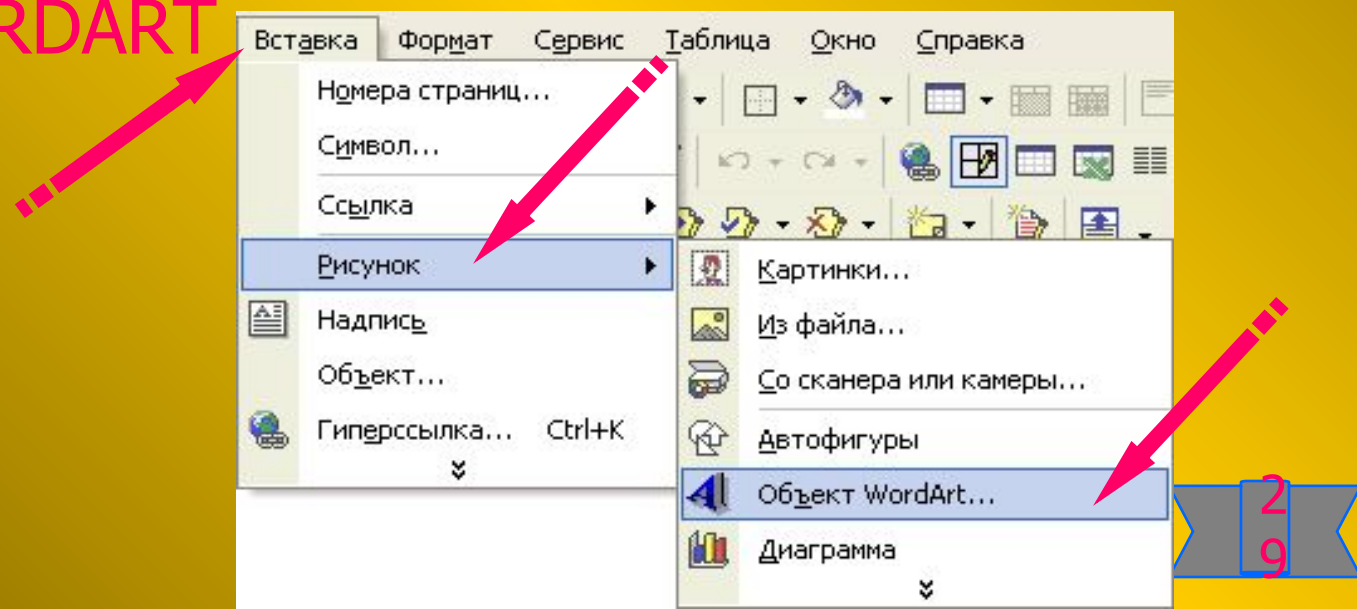 RDART
Вставка Формат Сервис Таблица Окно Справка
Номера страниц...
Символ...
Ссылка
Рисунок
Надпись
Объект...
Гиперссылка... Ctrl+K
Картинки...
Из файла...
Со сканера или камеры...
Автофигуры
Объект WordArt...
Диаграмма
2
9